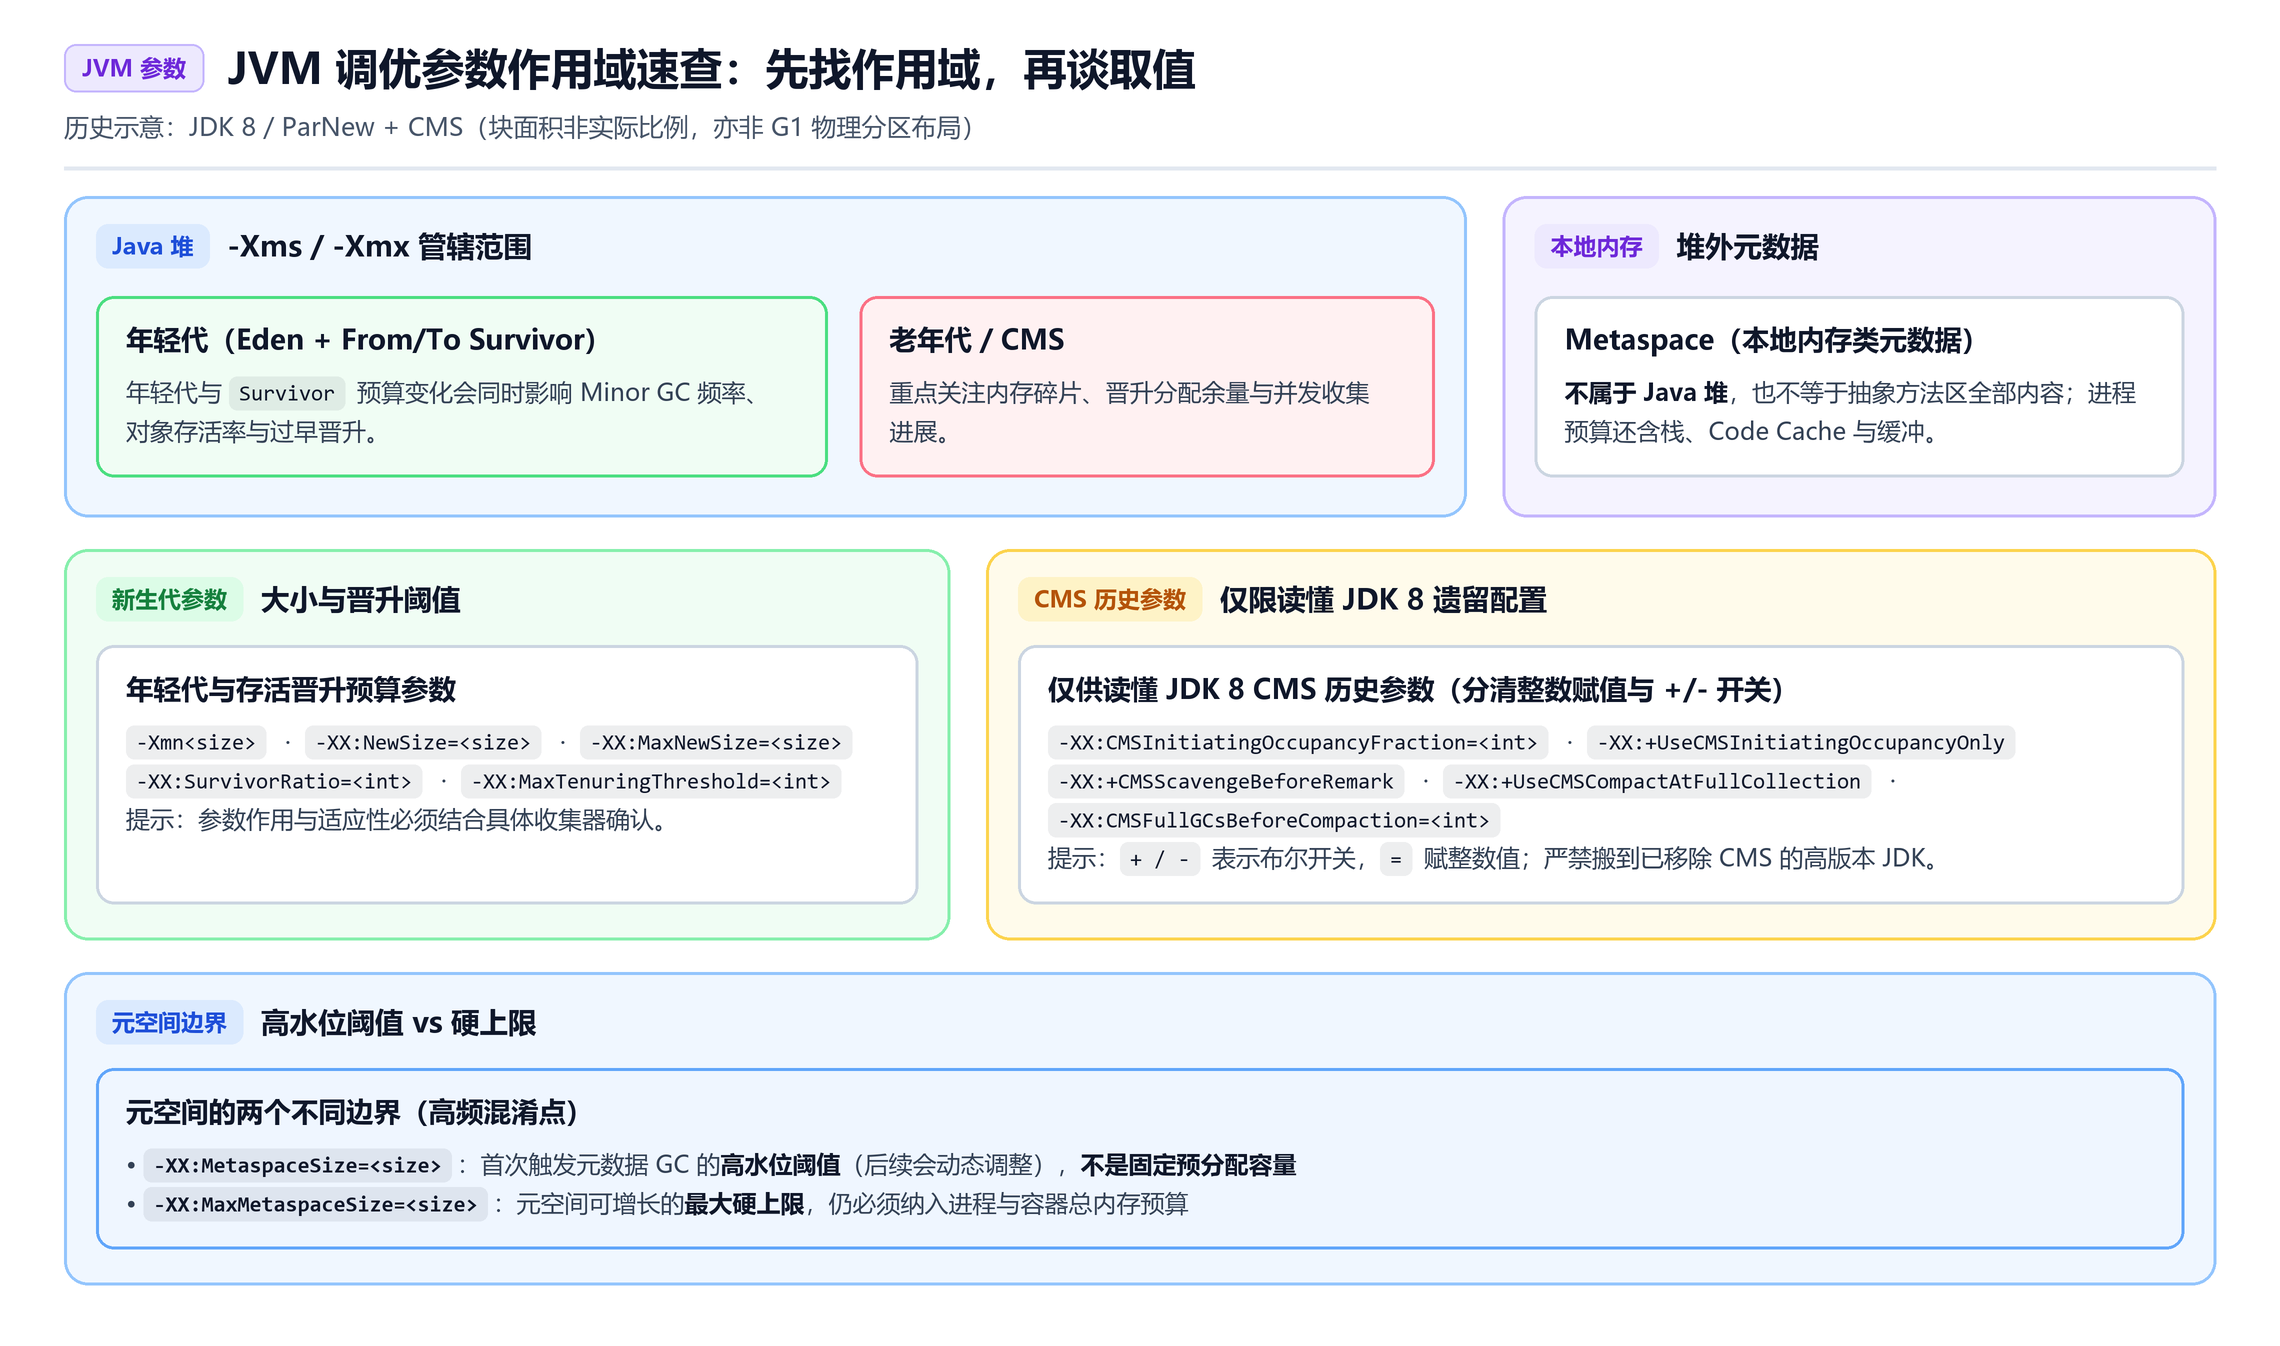 JVM 参数
JVM 调优参数作用域速查：先找作用域，再谈取值
历史示意：JDK 8 / ParNew + CMS（块面积非实际比例，亦非 G1 物理分区布局）
Java 堆
-Xms / -Xmx 管辖范围
年轻代（Eden + From/To Survivor）
年轻代与 Survivor 预算变化会同时影响 Minor GC 频率、
对象存活率与过早晋升。
老年代 / CMS
重点关注内存碎片、晋升分配余量与并发收集
进展。
本地内存
堆外元数据
Metaspace（本地内存类元数据）
不属于 Java 堆，也不等于抽象方法区全部内容；进程
预算还含栈、Code Cache 与缓冲。
新生代参数
大小与晋升阈值
年轻代与存活晋升预算参数
-Xmn<size> · -XX:NewSize=<size> · -XX:MaxNewSize=<size>
-XX:SurvivorRatio=<int> · -XX:MaxTenuringThreshold=<int>
提示：参数作用与适应性必须结合具体收集器确认。
CMS 历史参数
仅限读懂 JDK 8 遗留配置
仅供读懂 JDK 8 CMS 历史参数（分清整数赋值与 +/- 开关）
-XX:CMSInitiatingOccupancyFraction=<int> · -XX:+UseCMSInitiatingOccupancyOnly
-XX:+CMSScavengeBeforeRemark · -XX:+UseCMSCompactAtFullCollection ·
-XX:CMSFullGCsBeforeCompaction=<int>
提示： + / - 表示布尔开关， = 赋整数值；严禁搬到已移除 CMS 的高版本 JDK。
元空间边界
高水位阈值 vs 硬上限
元空间的两个不同边界（高频混淆点）
• -XX:MetaspaceSize=<size> ：首次触发元数据 GC 的高水位阈值（后续会动态调整），不是固定预分配容量
• -XX:MaxMetaspaceSize=<size> ：元空间可增长的最大硬上限，仍必须纳入进程与容器总内存预算